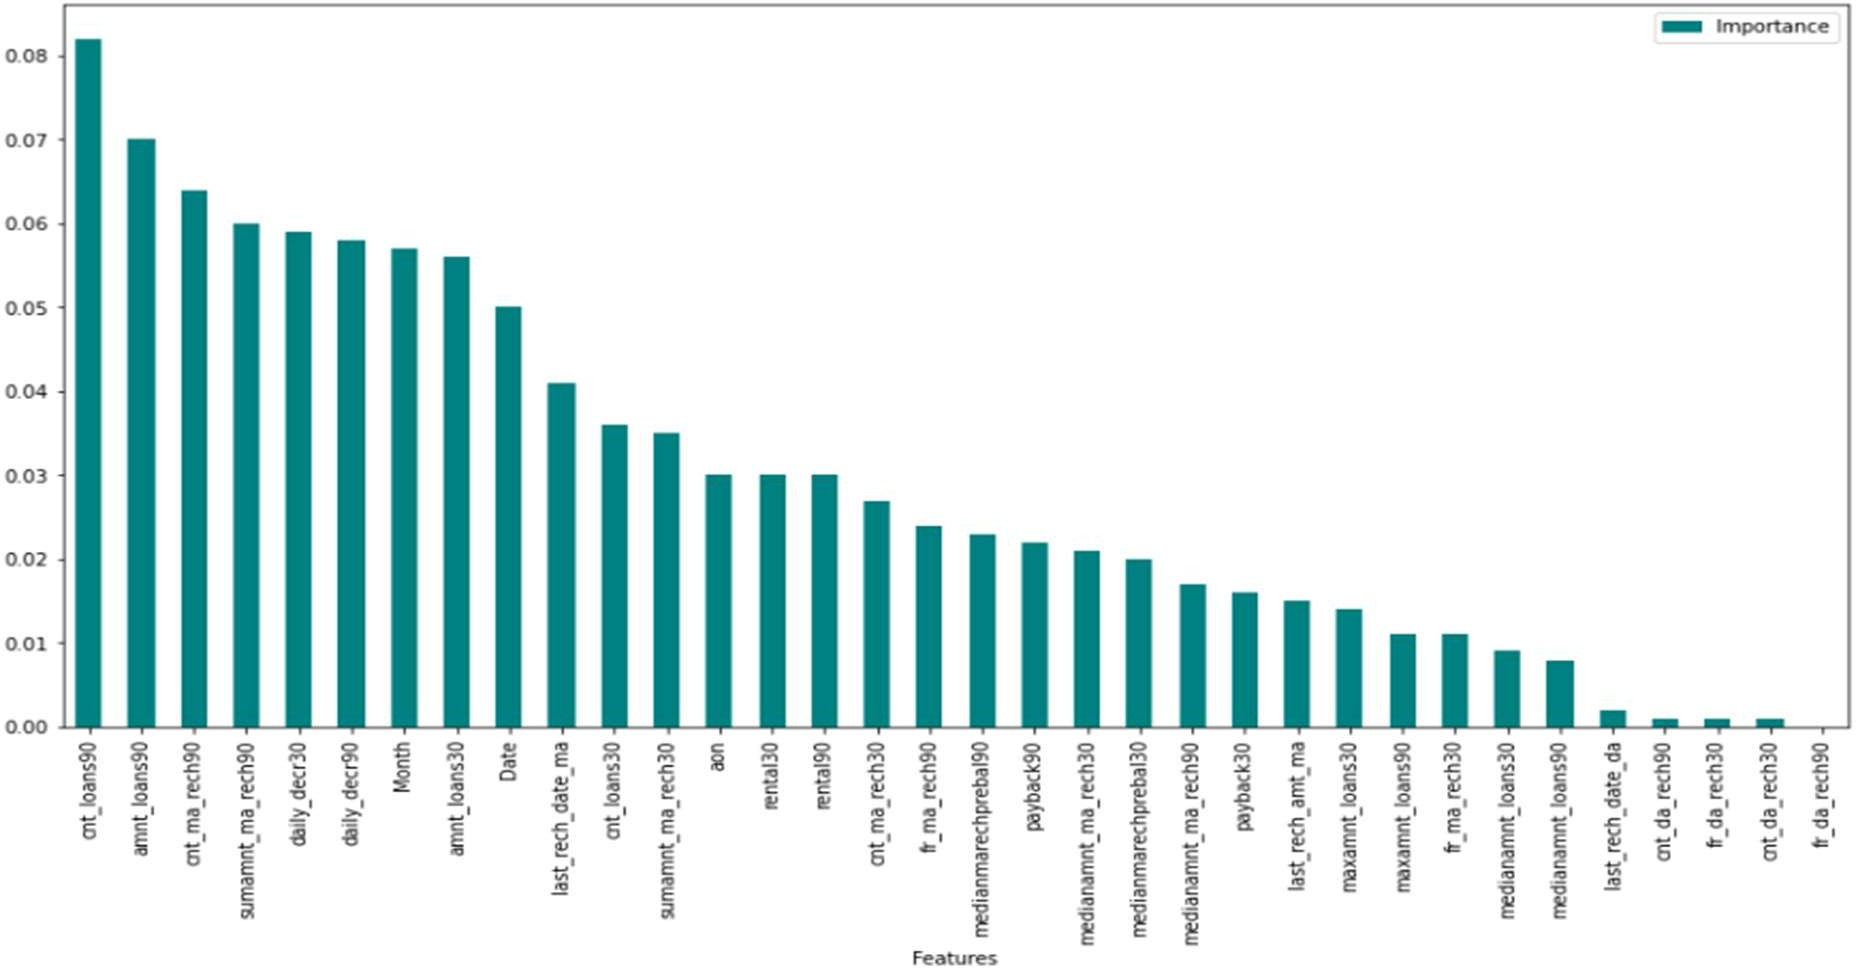 Importance
0.08
0.07
0.06
0.05
0.04
0.03
0.02
0.01
0.00
cnt_loans90
amnt_loans90
cnt_ma_rech90
sumamnt_ma_rech90
daily_decr30
daily_decr90
Month
amnt_loans30
Date
last_rech_date_ma
cnt_loans30
sumamnt_ma_rech30
aon
rental30
rental90
cnt_ma_rech30
fr_ma_rech90
medianmarechprebal90
payback90
medianamnt_ma_rech30
medianmarechprebal30
medianamnt_ma_rech90
payback30
last_rech_amt_ma
maxamnt_loans30
maxamnt_loans90
fr_ma_rech30
medianamnt_loans30
medianamnt_loans90
last_rech_date_da
cnt_da_rech90
fr_da_rech30
cnt_da_rech30
fr_da_rech90
Features